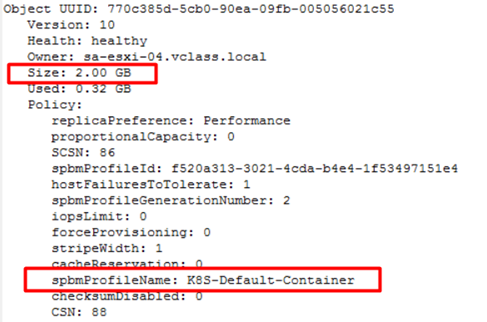 Object UUID: 770c385d-5cb0-90ea-09fb-005056021c55
Version: 10
Health: healthy
Owner: sa-esxi-04.vclass.local
Size: 2.00 GB
Used: 0.32 GB
Policy:
replicaPreference: Performance
proportionalCapacity: 0
SCSN: 86
spbmProfileId: f520a313-3021-4cda-b4e4-1f53497151e4
hostFailuresToTolerate: 1
spbmProfileGenerationNumber: 2
iopsLimit: 0
forceProvisioning: 0
stripeWidth: 1
cacheReservation: 0
spbmProfileName: K8S-Default-Container
checksumDisabled: 0
CSN: 88